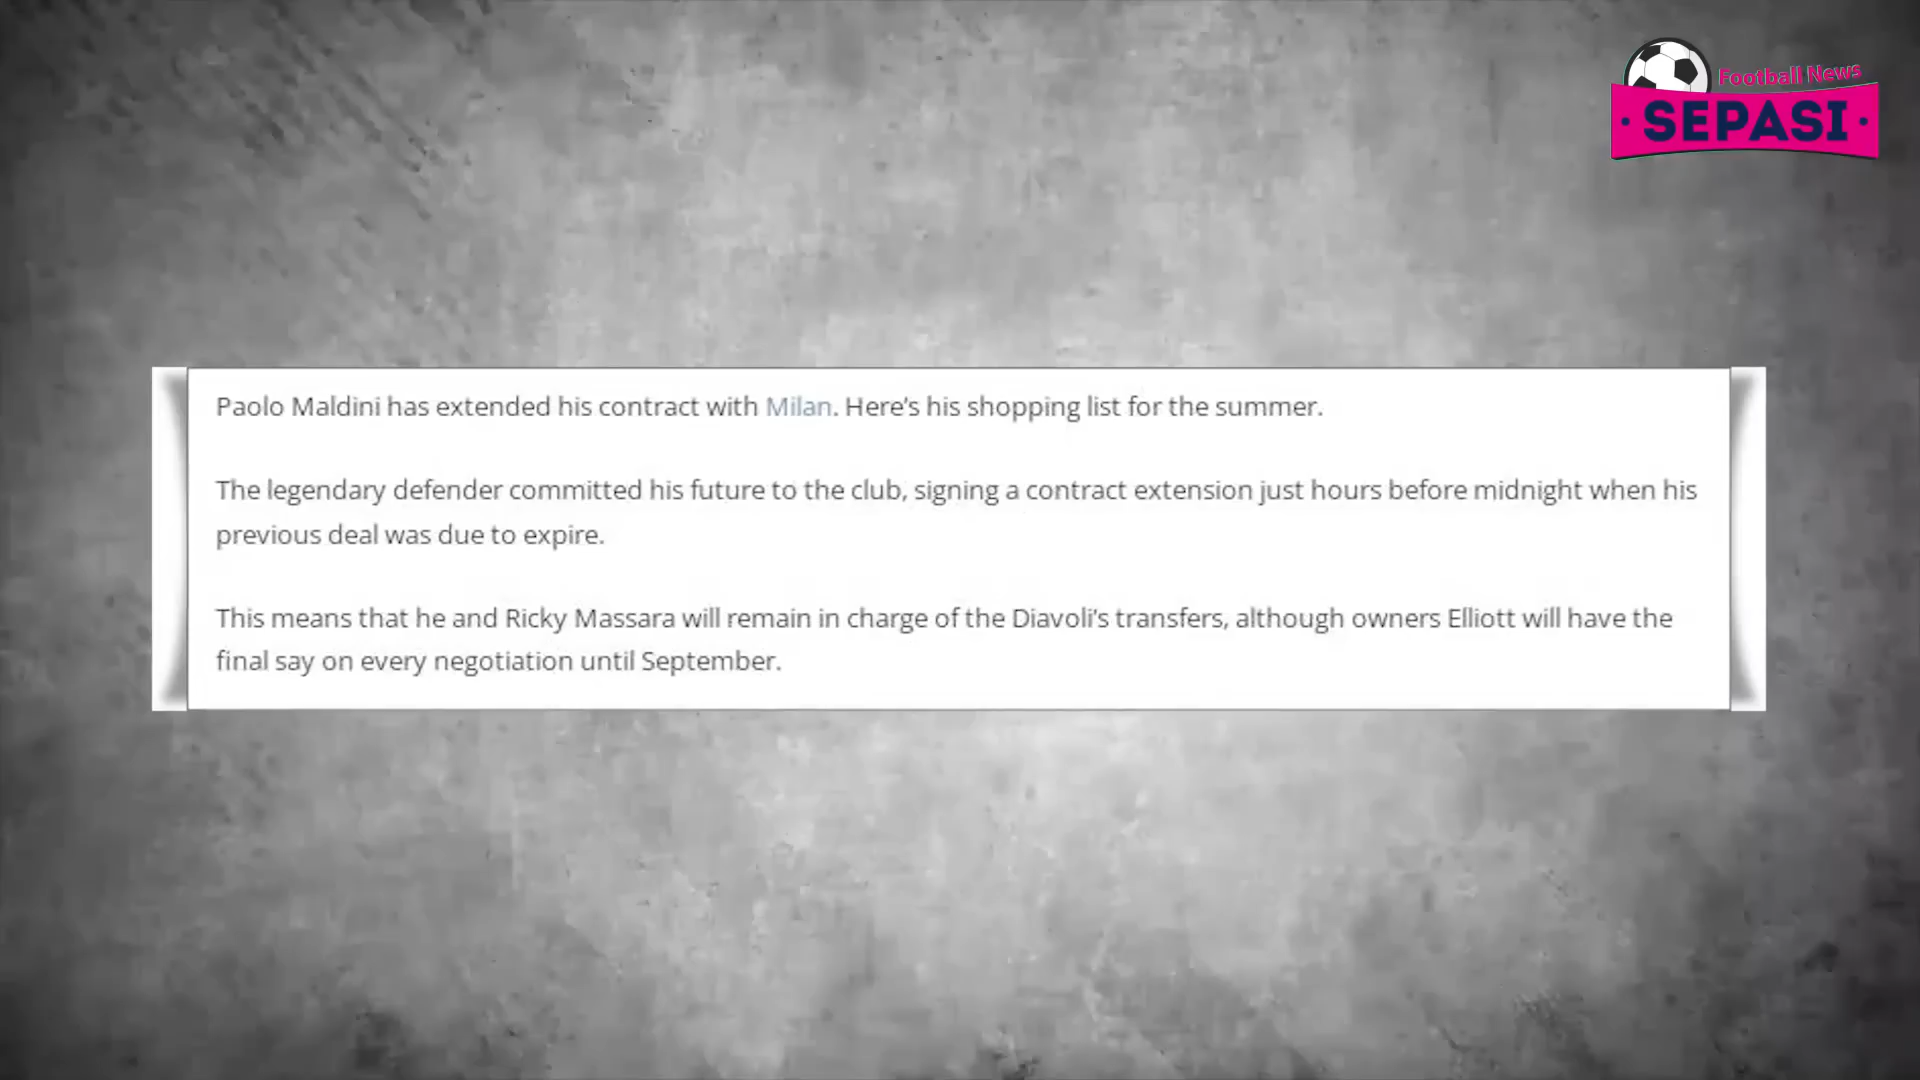 Football News
· SEPASI ·
Paolo Maldini has extended his contract with Milan. Here’s his shopping list for the summer.
The legendary defender committed his future to the club, signing a contract extension just hours before midnight when his
previous deal was due to expire.
This means that he and Ricky Massara will remain in charge of the Diavoli’s transfers, although owners Elliott will have the
final say on every negotiation until September.